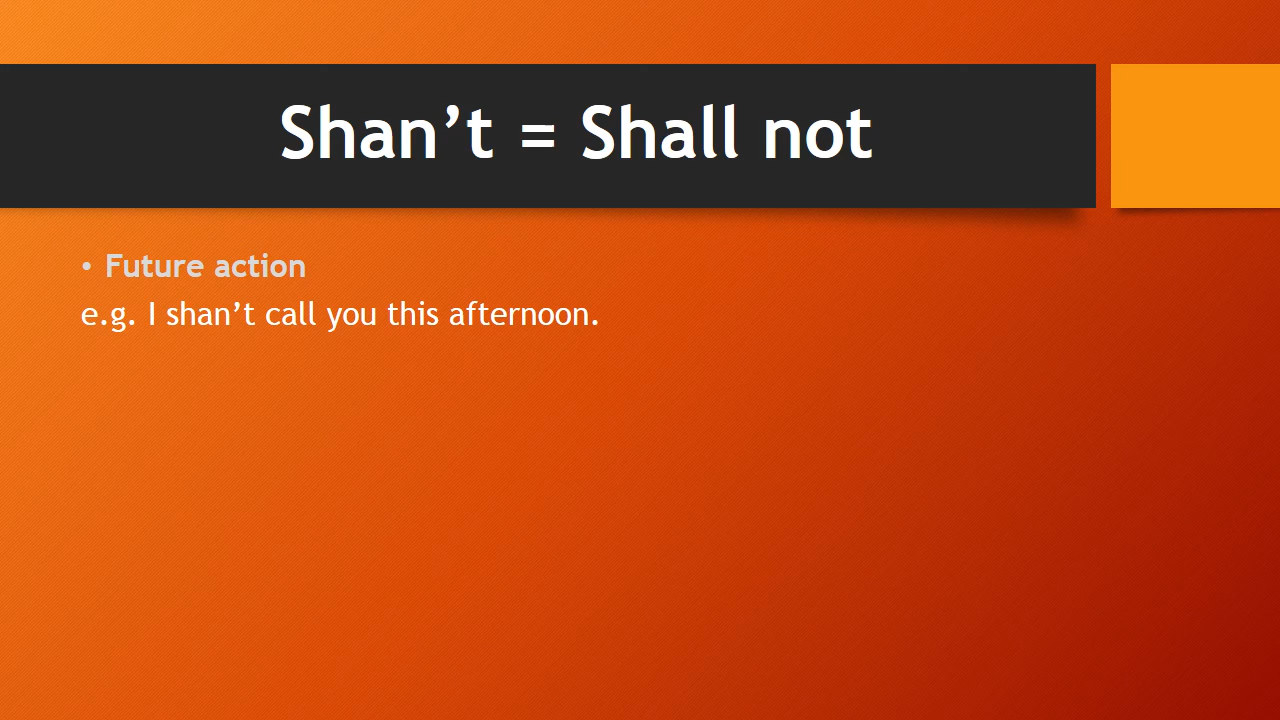 Shan’t = Shall not
• Future action
e.g. I shan’t call you this afternoon.